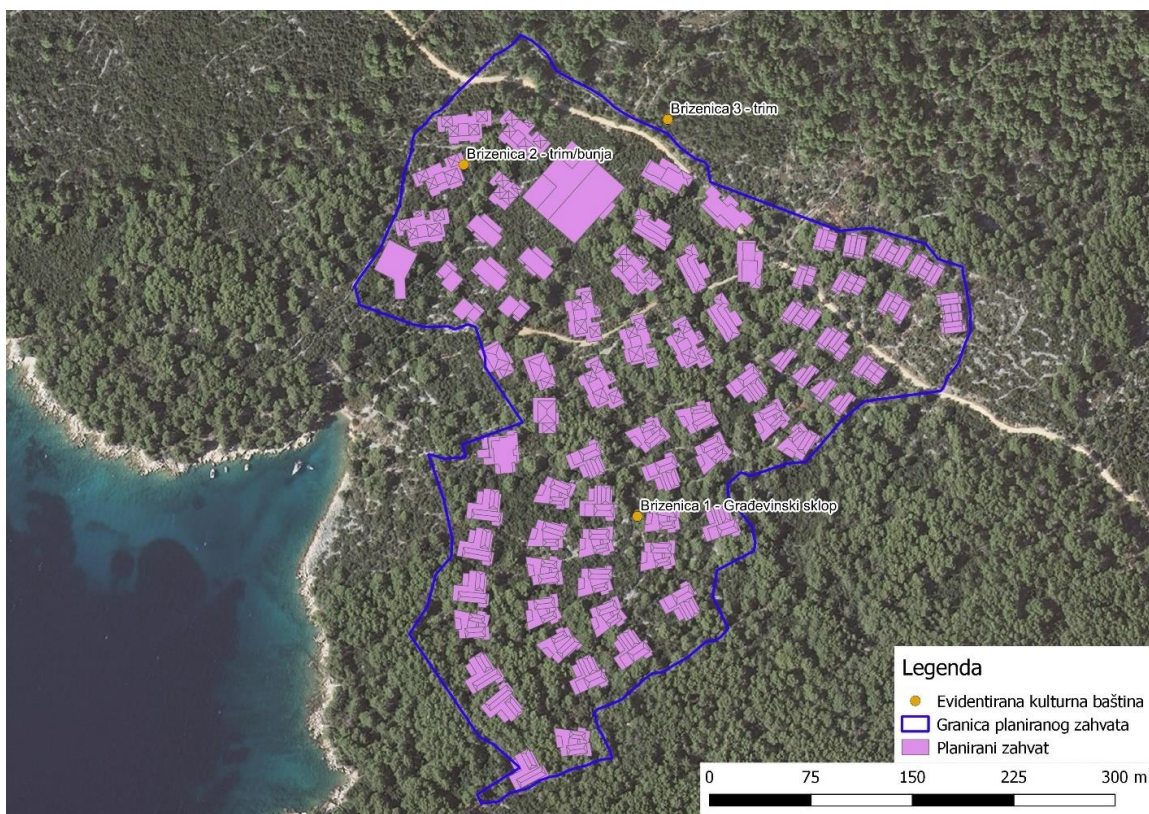 Brizenica 3 - trim
Brizenica 2 - trim/bunja
Brizenica 1 - Građevinski sklop
Legenda
Evidentirana kulturna baština
Granica planiranog zahvata
Planirani zahvat
0 75 150 225 300 m